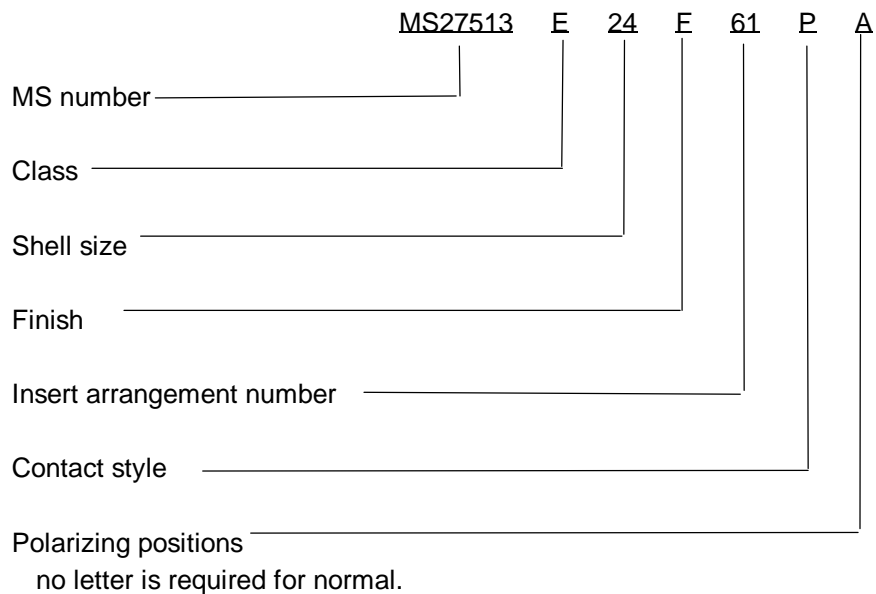 MS27513 E 24 F 61 P A
MS number
Class
Shell size
Finish
Insert arrangement number
Contact style
Polarizing positions
no letter is required for normal.